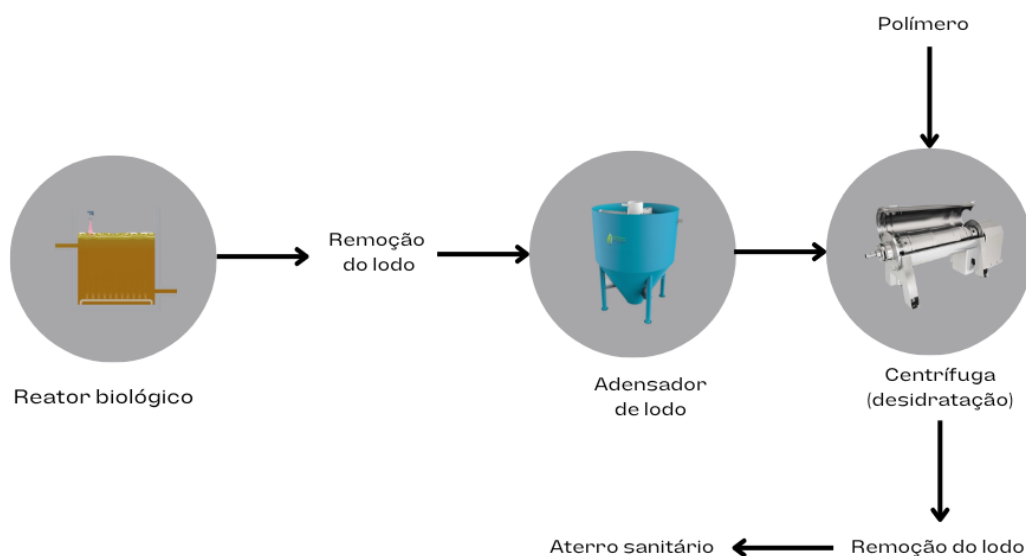 Polímero
Remoção
do lodo
Reator biológico
Adensador
de lodo
Centrífuga
(desidratação)
Aterro sanitário
Remoção do lodo